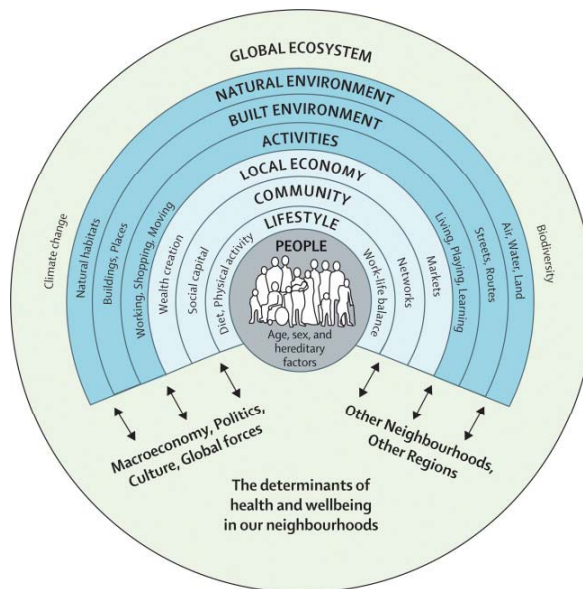 GLOBAL ECOSYSTEM
NATURAL ENVIRONMENT
BUILT ENVIRONMENT
ACTIVITIES
LOCAL ECONOMY
COMMUNITY
LIFESTYLE
PEOPLE
Age, sex, and
hereditary
factors
Climate change
Natural habitats
Buildings, Places
Working, Shopping, Moving
Wealth creation
Social capital
Diet, Physical activity
Work-life balance
Networks
Markets
Living, Playing, Learning
Streets, Routes
Air, Water, Land
Biodiversity
Macroeconomy, Politics,
Culture, Global forces
Other Neighbourhoods,
Other Regions
The determinants of
health and wellbeing
in our neighbourhoods